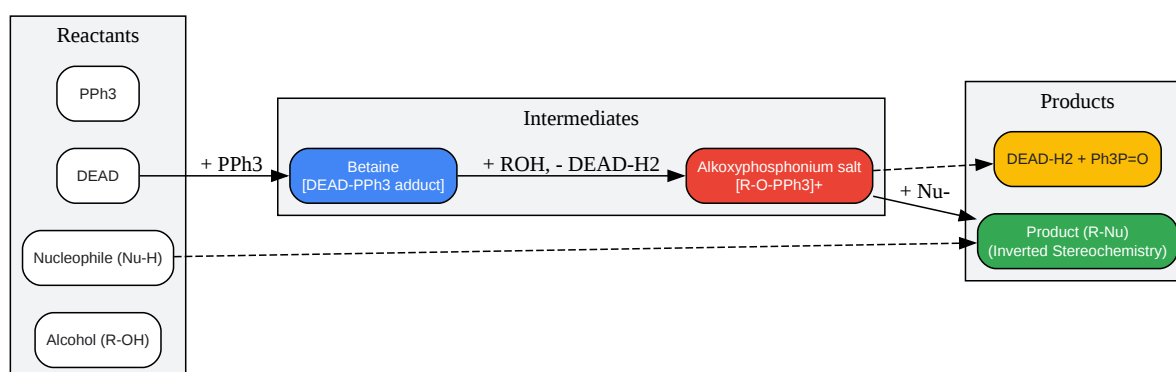 Reactants
PPh3
DEAD
Nucleophile (Nu-H)
Alcohol (R-OH)
+ PPh3
Intermediates
Betaine
[DEAD-PPh3 adduct]
+ ROH, - DEAD-H2
Alkoxyphosphonium salt
[R-O-PPh3]+
+ Nu-
Products
DEAD-H2 + Ph3P=O
Product (R-Nu)
(Inverted Stereochemistry)